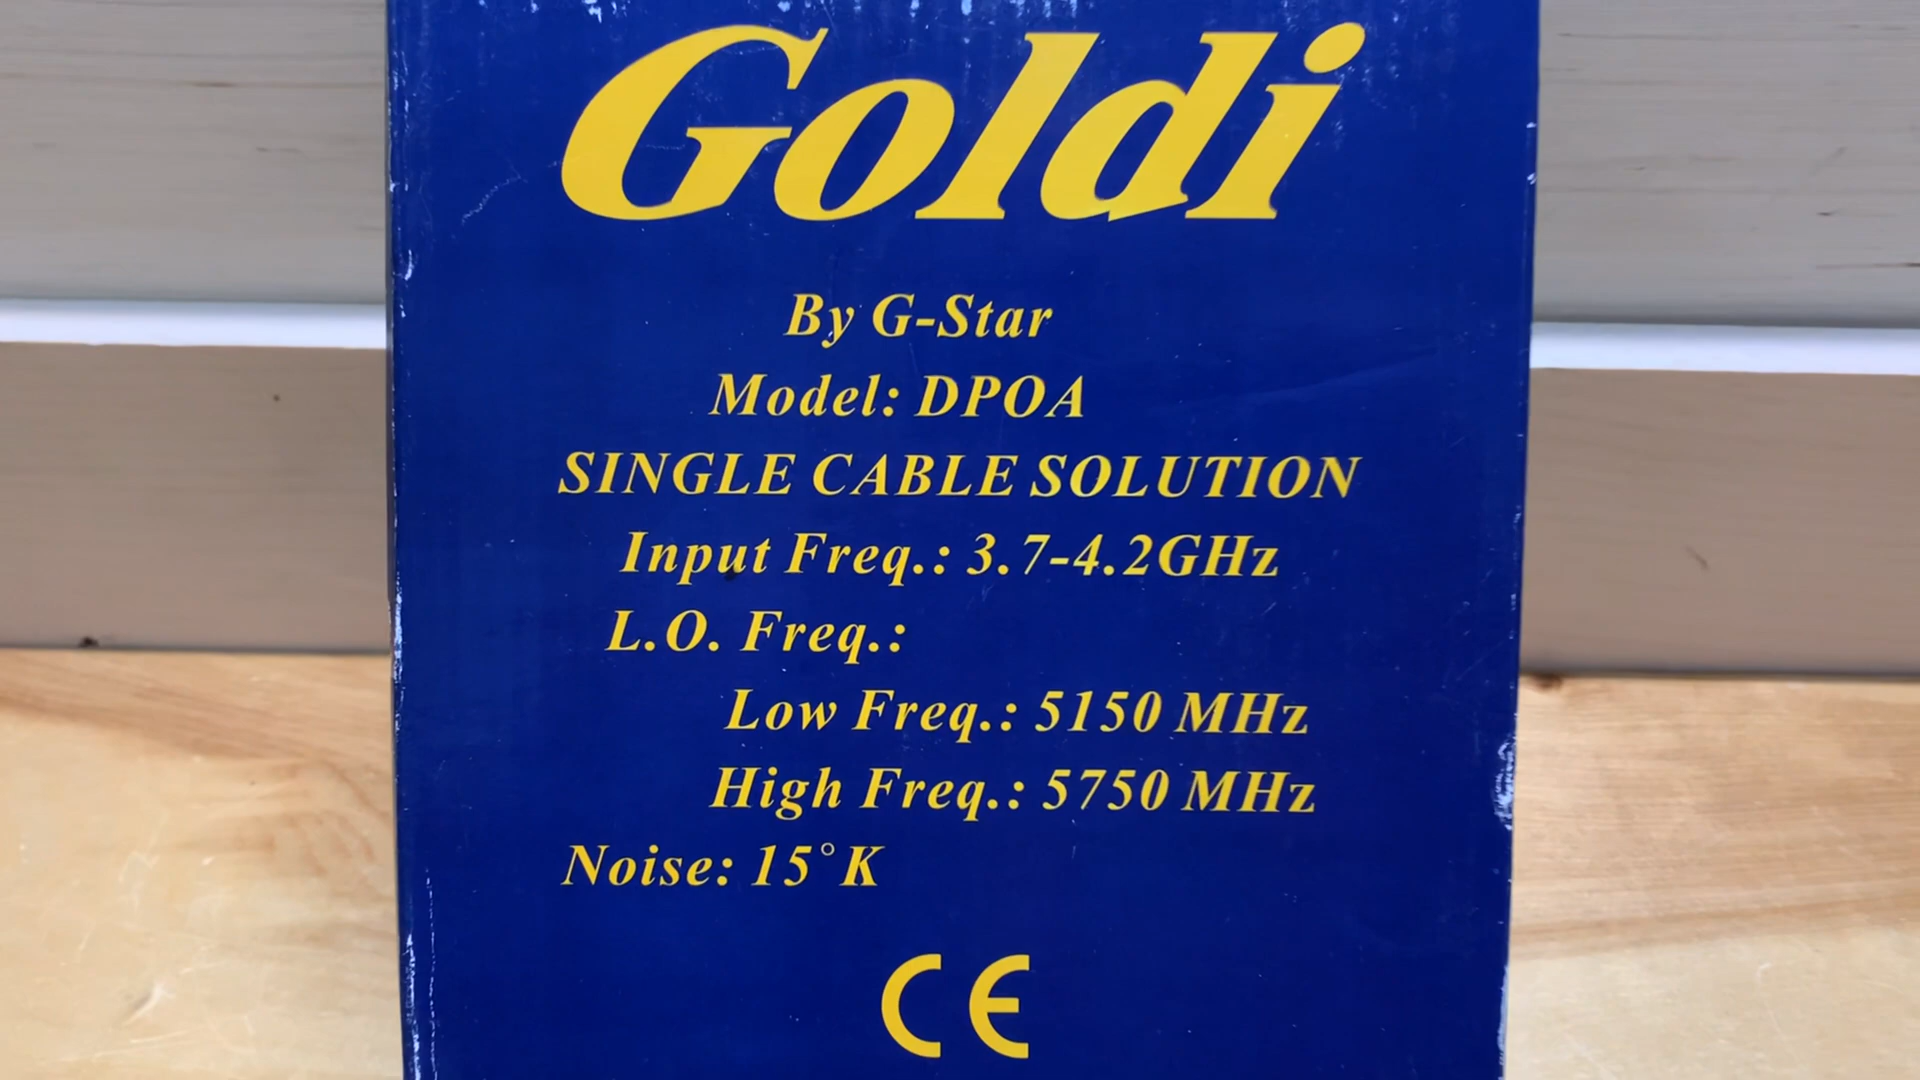 Goldi
By G-Star
Model: DPOA
SINGLE CABLE SOLUTION
Input Freq.: 3.7-4.2GHz
L.O. Freq.:
Low Freq.: 5150 MHz
High Freq.: 5750 MHz
Noise: 15°K
CE